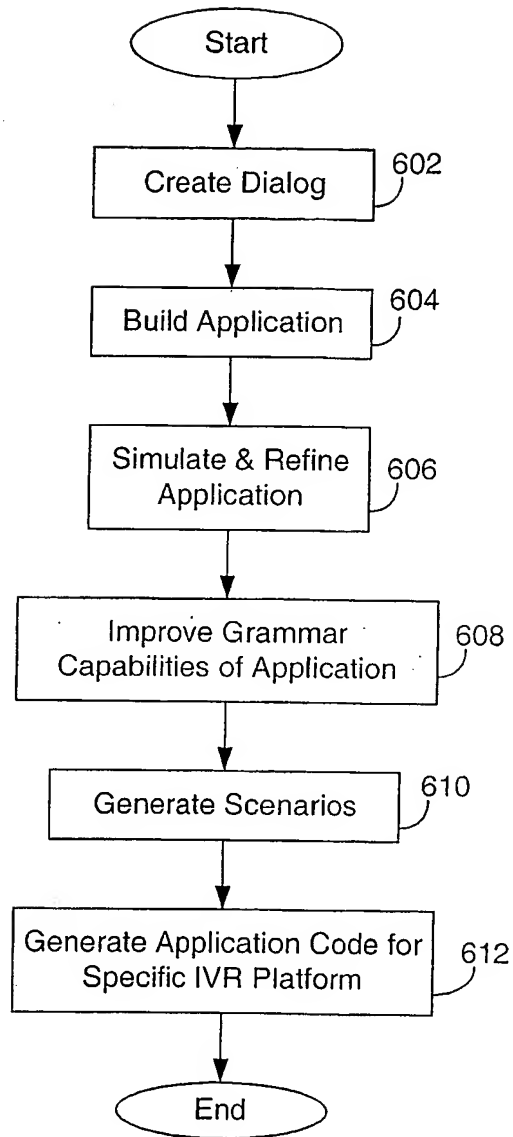 Start
Create Dialog
602
Build Application
604
Simulate & Refine
Application
606
Improve Grammar
Capabilities of Application
608
Generate Scenarios
610
Generate Application Code for
Specific IVR Platform
612
End